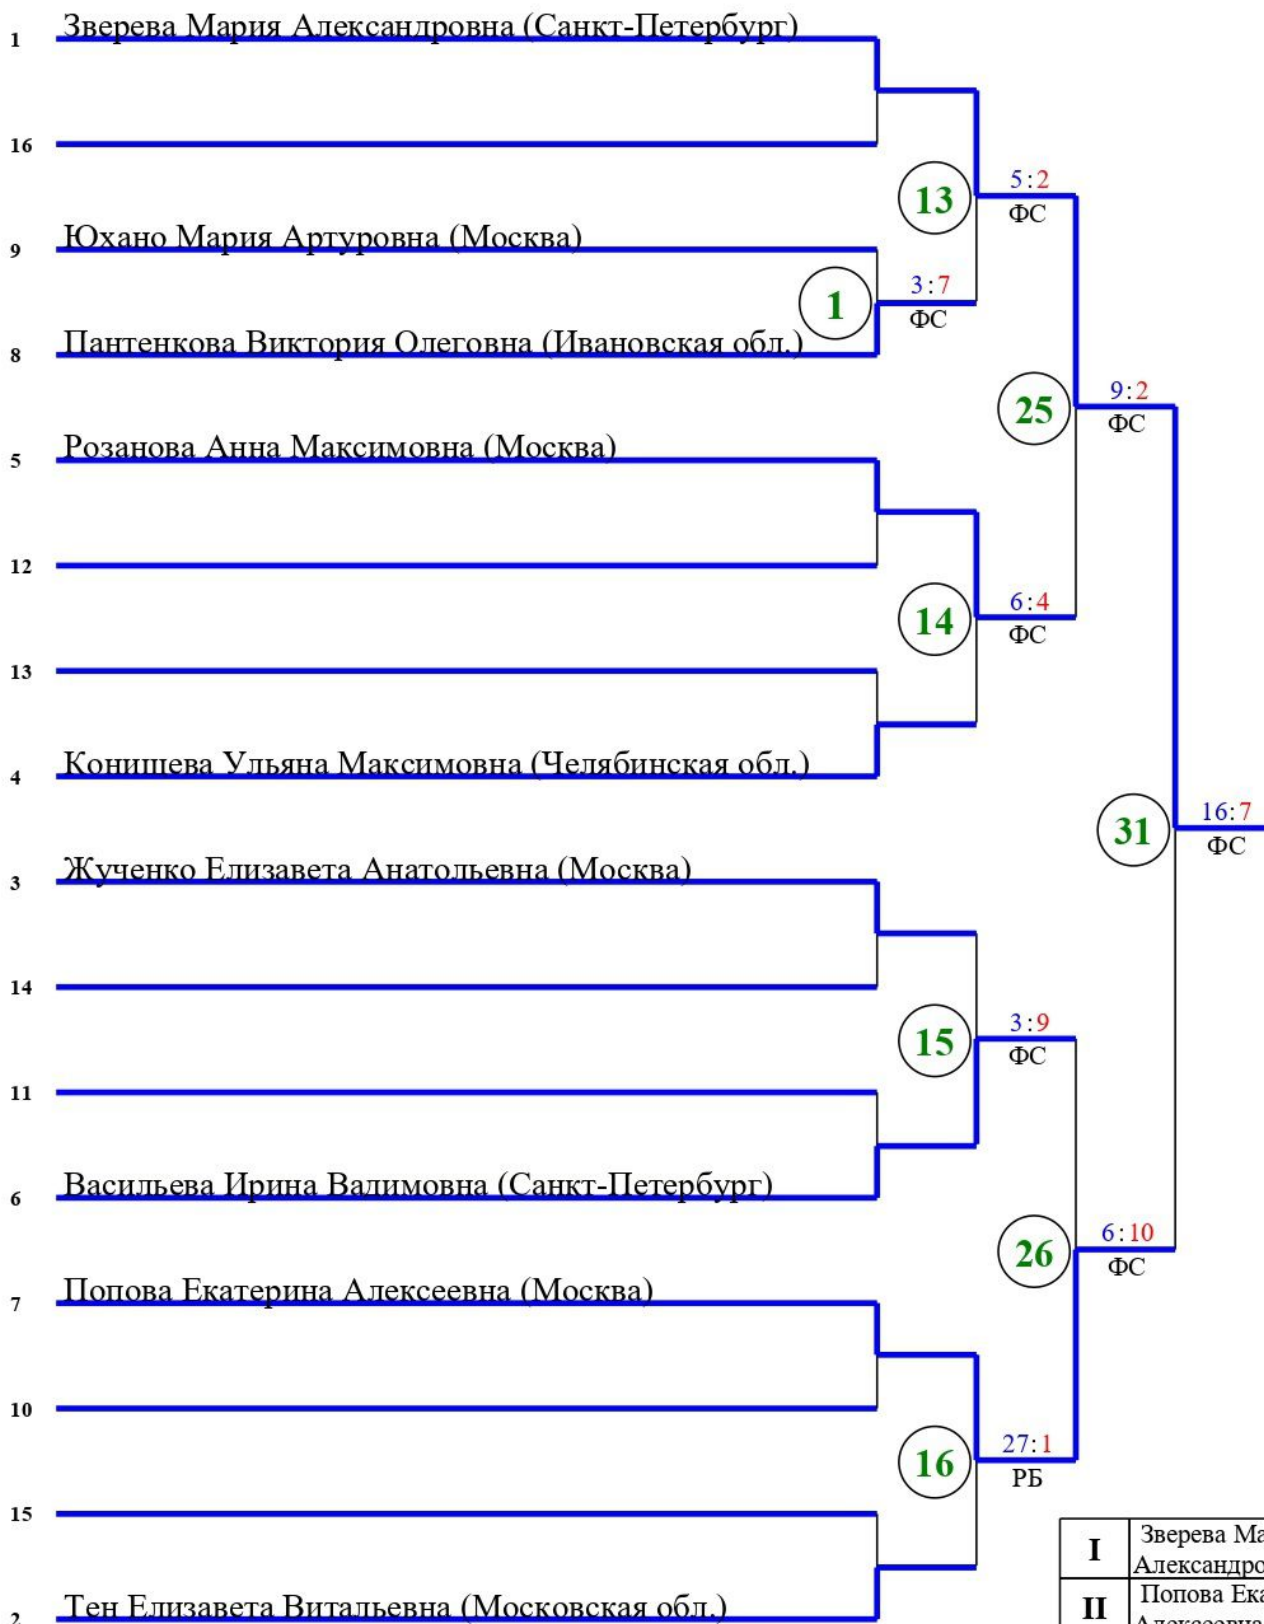 1 Зверева Мария Александровна (Санкт-Петербург)
16
13 5:2
ФС
9 Юхано Мария Артуровна (Москва)
1 3:7
ФС
8 Пантенкова Виктория Олеговна (Ивановская обл.)
25 9:2
ФС
5 Розанова Анна Максимовна (Москва)
12
14 6:4
ФС
13
4 Конищева Ульяна Максимовна (Челябинская обл.)
31 16:7
ФС
3 Жученко Елизавета Анатольевна (Москва)
14
15 3:9
ФС
11
6 Васильева Ирина Вадимовна (Санкт-Петербург)
26 6:10
ФС
7 Попова Екатерина Алексеевна (Москва)
10
16 27:1
РБ
15
I Зверева Ма
Александро
II Попова Ека
Алексеевна
2 Тен Елизавета Витальевна (Московская обл.)